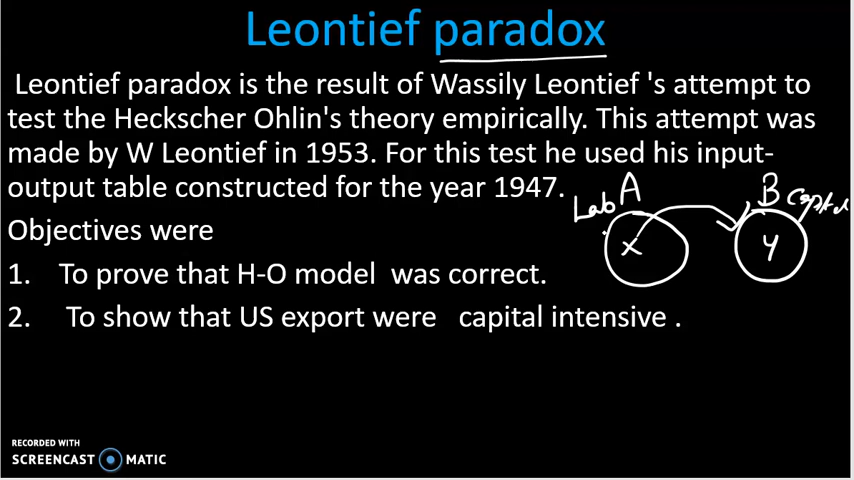 Leontief paradox
Leontief paradox is the result of Wassily Leontief 's attempt to
test the Heckscher Ohlin's theory empirically. This attempt was
made by W Leontief in 1953. For this test he used his input-
output table constructed for the year 1947.
Lab A
B
X
y
Objectives were
1. To prove that H-O model was correct.
2. To show that US export were capital intensive .
RECORDED WITH
SCREENCAST MATIC